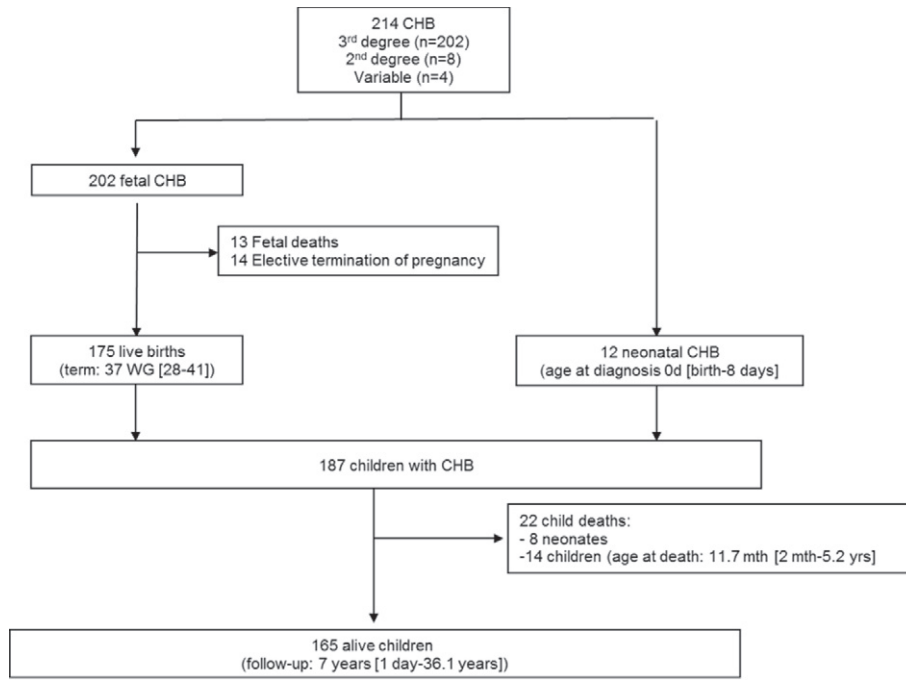 214 CHB
3rd degree (n=202)
2nd degree (n=8)
Variable (n=4)
202 fetal CHB
13 Fetal deaths
14 Elective termination of pregnancy
175 live births
(term: 37 WG [28-41])
12 neonatal CHB
(age at diagnosis 0d [birth-8 days]
187 children with CHB
22 child deaths:
- 8 neonates
-14 children (age at death: 11.7 mth [2 mth-5.2 yrs]
165 alive children
(follow-up: 7 years [1 day-36.1 years])